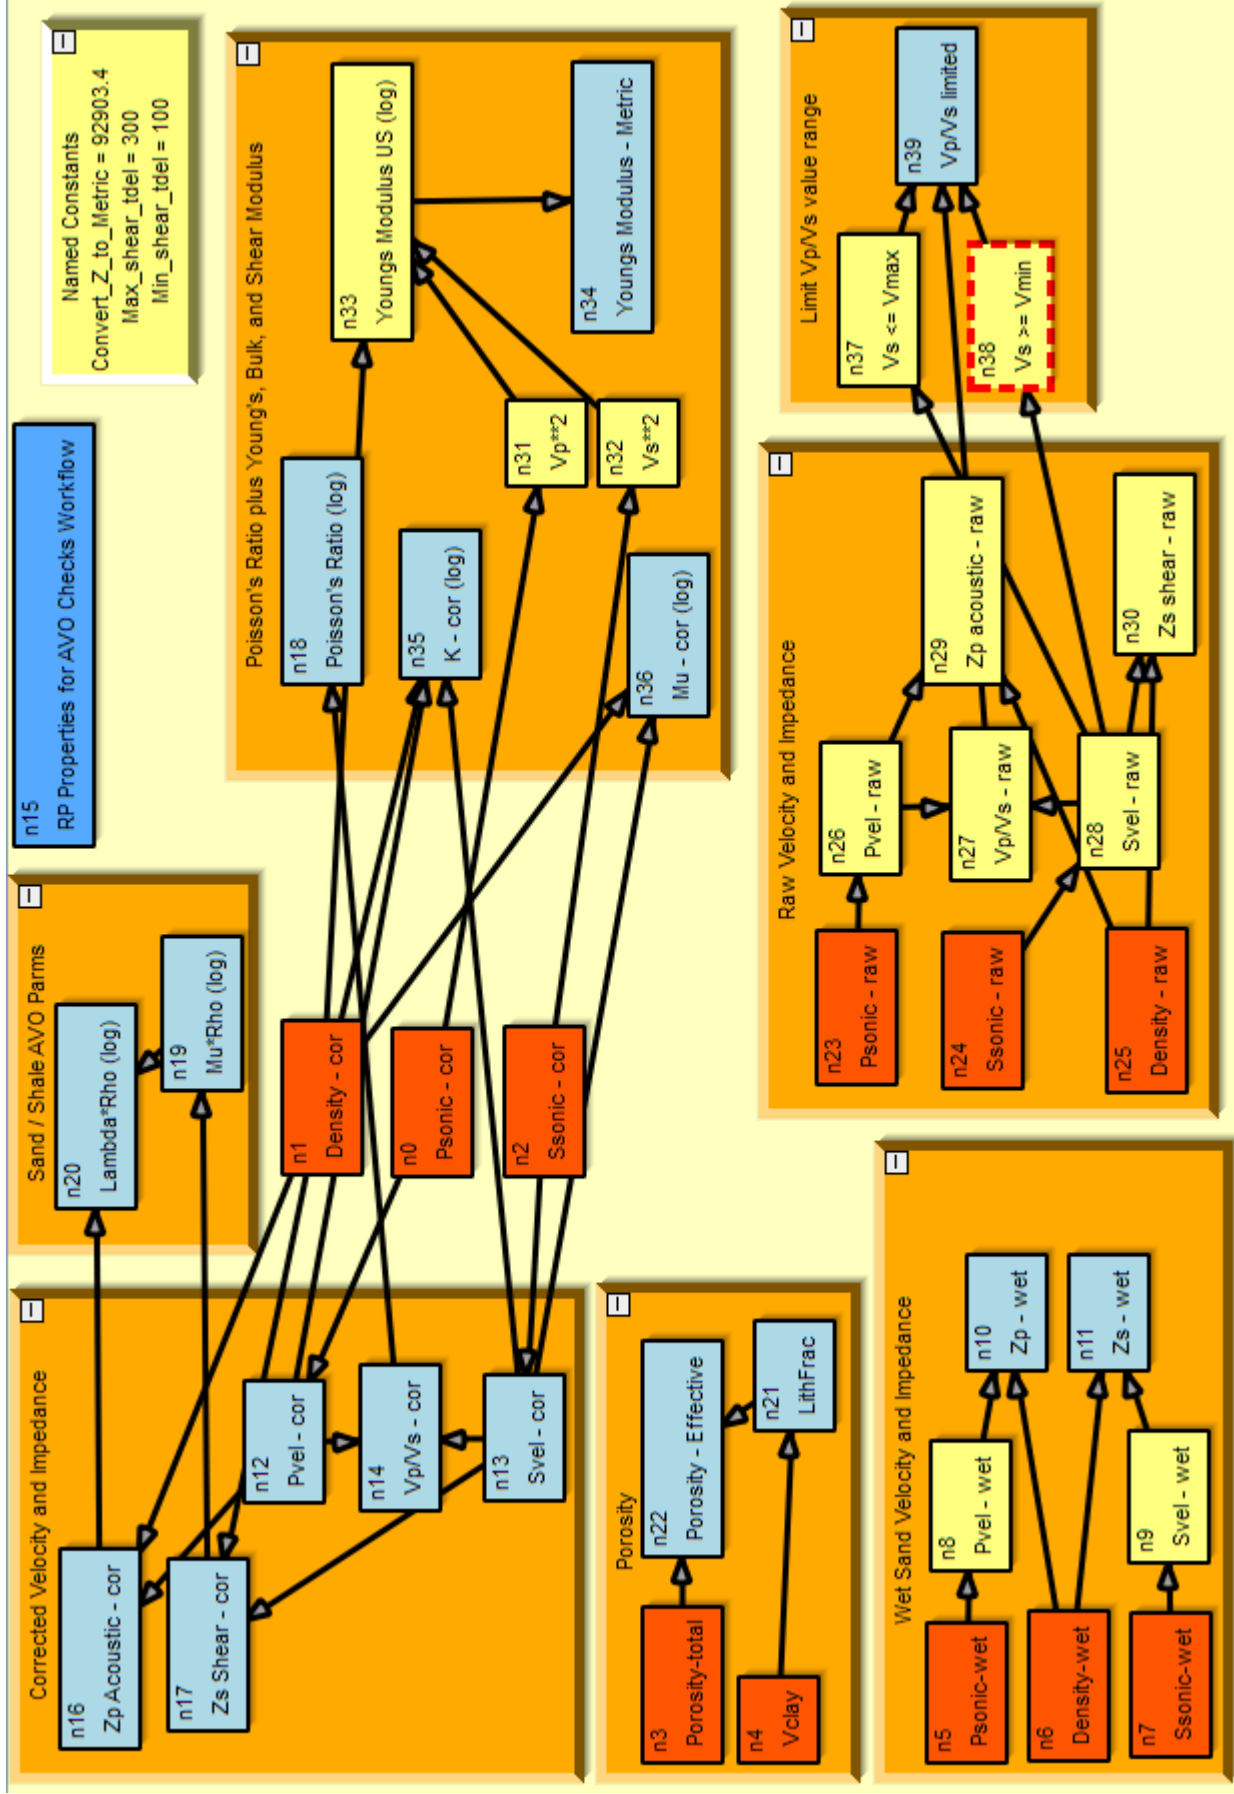 n15
RP Properties for AVO Checks Workflow
Named Constants
Convert_Z_to_Metric = 92903.4
Max_shear_tdel = 300
Min_shear_tdel = 100
Corrected Velocity and Impedance
n16
Zp Acoustic - cor
n17
Zs Shear - cor
n12
Pvel - cor
n14
Vp/Vs - cor
n13
Svel - cor
Sand / Shale AVO Parms
n20
Lambda*Rho (log)
n19
Mu*Rho (log)
n1
Density - cor
n0
Psonic - cor
n2
Ssonic - cor
Poisson's Ratio plus Young's, Bulk, and Shear Modulus
n18
Poisson's Ratio (log)
n33
Youngs Modulus US (log)
n35
K - cor (log)
n31
Vp**2
n32
Vs**2
n34
Youngs Modulus - Metric
n36
Mu - cor (log)
Porosity
n3
Porosity-total
n22
Porosity - Effective
n4
Vclay
n21
LithFrac
Wet Sand Velocity and Impedance
n5
Psonic-wet
n8
Pvel - wet
n10
Zp - wet
n6
Density-wet
n11
Zs - wet
n7
Ssonic-wet
n9
Svel - wet
Raw Velocity and Impedance
n23
Psonic - raw
n26
Pvel - raw
n29
Zp acoustic - raw
n24
Ssonic - raw
n27
Vp/Vs - raw
n25
Density - raw
n28
Svel - raw
n30
Zs shear - raw
Limit Vp/Vs value range
n37
Vs <= Vmax
n39
Vp/Vs limited
n38
Vs >= Vmin